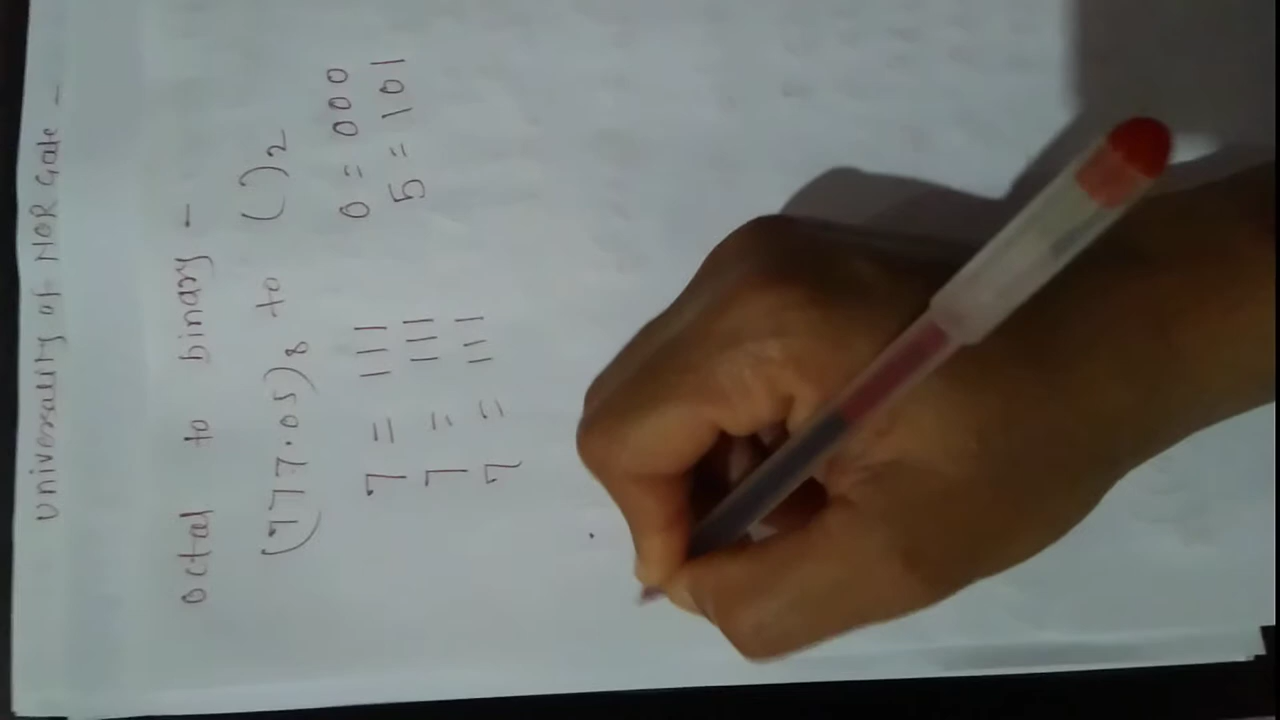 Universality of NOR Gate -
octal to binary -
(777.05)8 to ( )2
7 = 111 0 = 000
7 = 111 5 = 101
7 = 111